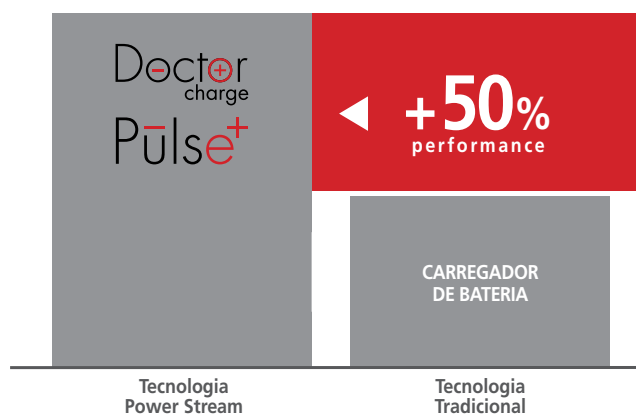 Doctor
charge
Pulse+
+50%
performance
CARREGADOR
DE BATERIA
Tecnologia
Power Stream
Tecnologia
Tradicional